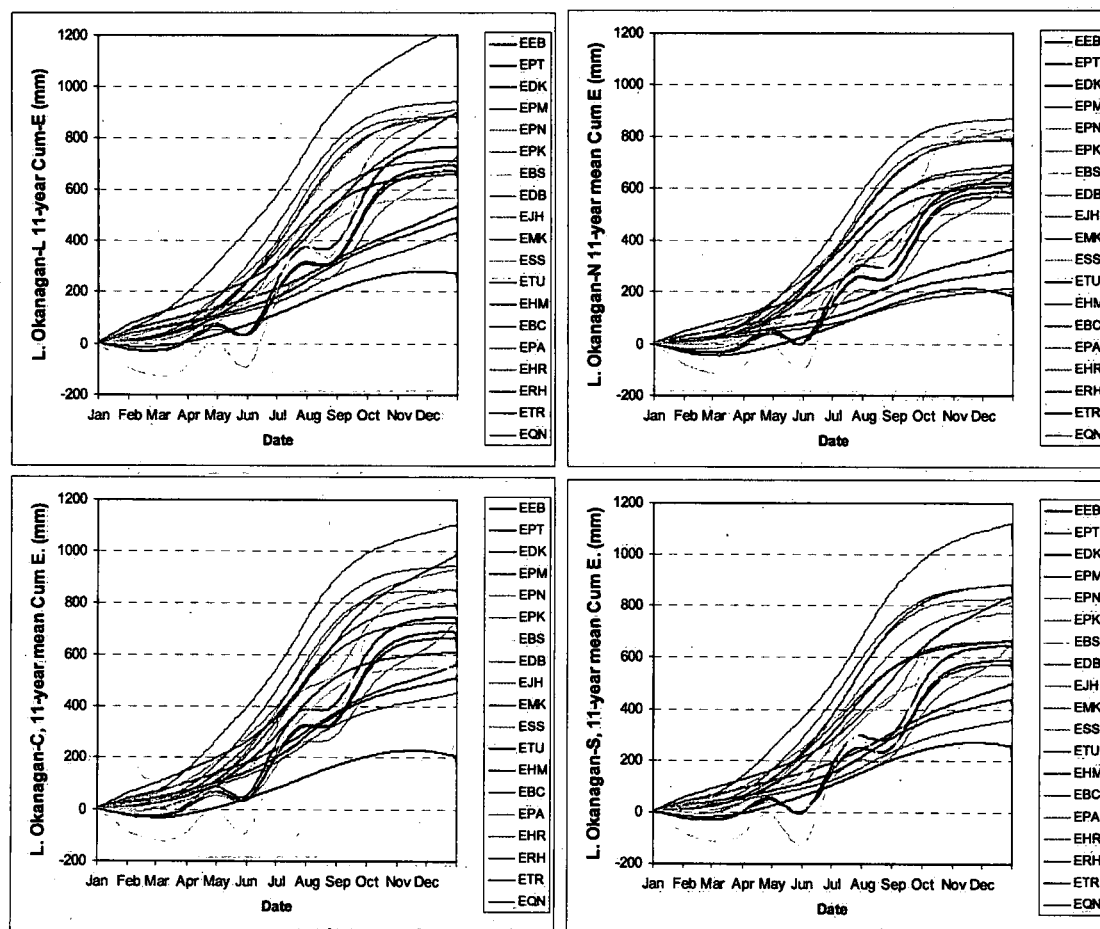 L. Okanagan-L 11-year Cum-E (mm)
1200
1000
800
600
400
200
0
-200
Jan Feb Mar Apr May Jun Jul Aug Sep Oct Nov Dec
Date
EEB
EPT
EDK
EPM
EPN
EPK
EBS
EDB
EJH
EMK
ESS
ETU
EHM
EBC
EPA
EHR
ERH
ETR
EQN
L. Okanagan-N 11-year mean Cum E (mm)
1200
1000
800
600
400
200
0
-200
Jan Feb Mar Apr May Jun Jul Aug Sep Oct Nov Dec
Date
EEB
EPT
EDK
EPM
EPN
EPK
EBS
EDB
EJH
EMK
ESS
ETU
EHM
EBC
EPA
EHR
ERH
ETR
EQN
L. Okanagan-C, 11-year mean Cum E. (mm)
1200
1000
800
600
400
200
0
-200
Jan Feb Mar Apr May Jun Jul Aug Sep Oct Nov Dec
Date
EEB
EPT
EDK
EPM
EPN
EPK
EBS
EDB
EJH
EMK
ESS
ETU
EHM
EBC
EPA
EHR
ERH
ETR
EQN
L. Okanagan-S, 11-year mean Cum E. (mm)
1200
1000
800
600
400
200
0
-200
Jan Feb Mar Apr May Jun Jul Aug Sep Oct Nov Dec
Date
EEB
EPT
EDK
EPM
EPN
EPK
EBS
EDB
EJH
EMK
ESS
ETU
EHM
EBC
EPA
EHR
ERH
ETR
EQN